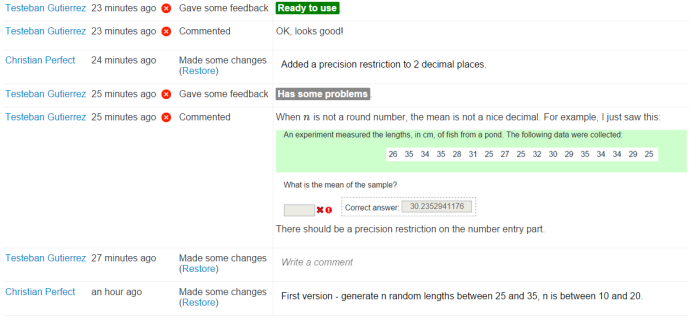 Testeban Gutierrez 23 minutes ago Gave some feedback Ready to use
Testeban Gutierrez 23 minutes ago Commented OK, looks good!
Christian Perfect 24 minutes ago Made some changes (Restore) Added a precision restriction to 2 decimal places.
Testeban Gutierrez 25 minutes ago Gave some feedback Has some problems
Testeban Gutierrez 25 minutes ago Commented When n is not a round number, the mean is not a nice decimal. For example, I just saw this:
An experiment measured the lengths, in cm, of fish from a pond. The following data were collected:
26 35 34 35 28 31 25 27 25 32 30 29 35 34 34 29 25
What is the mean of the sample?
Correct answer: 30.2352941176
There should be a precision restriction on the number entry part.
Testeban Gutierrez 27 minutes ago Made some changes (Restore) Write a comment
Christian Perfect an hour ago Made some changes (Restore) First version - generate n random lengths between 25 and 35, n is between 10 and 20.